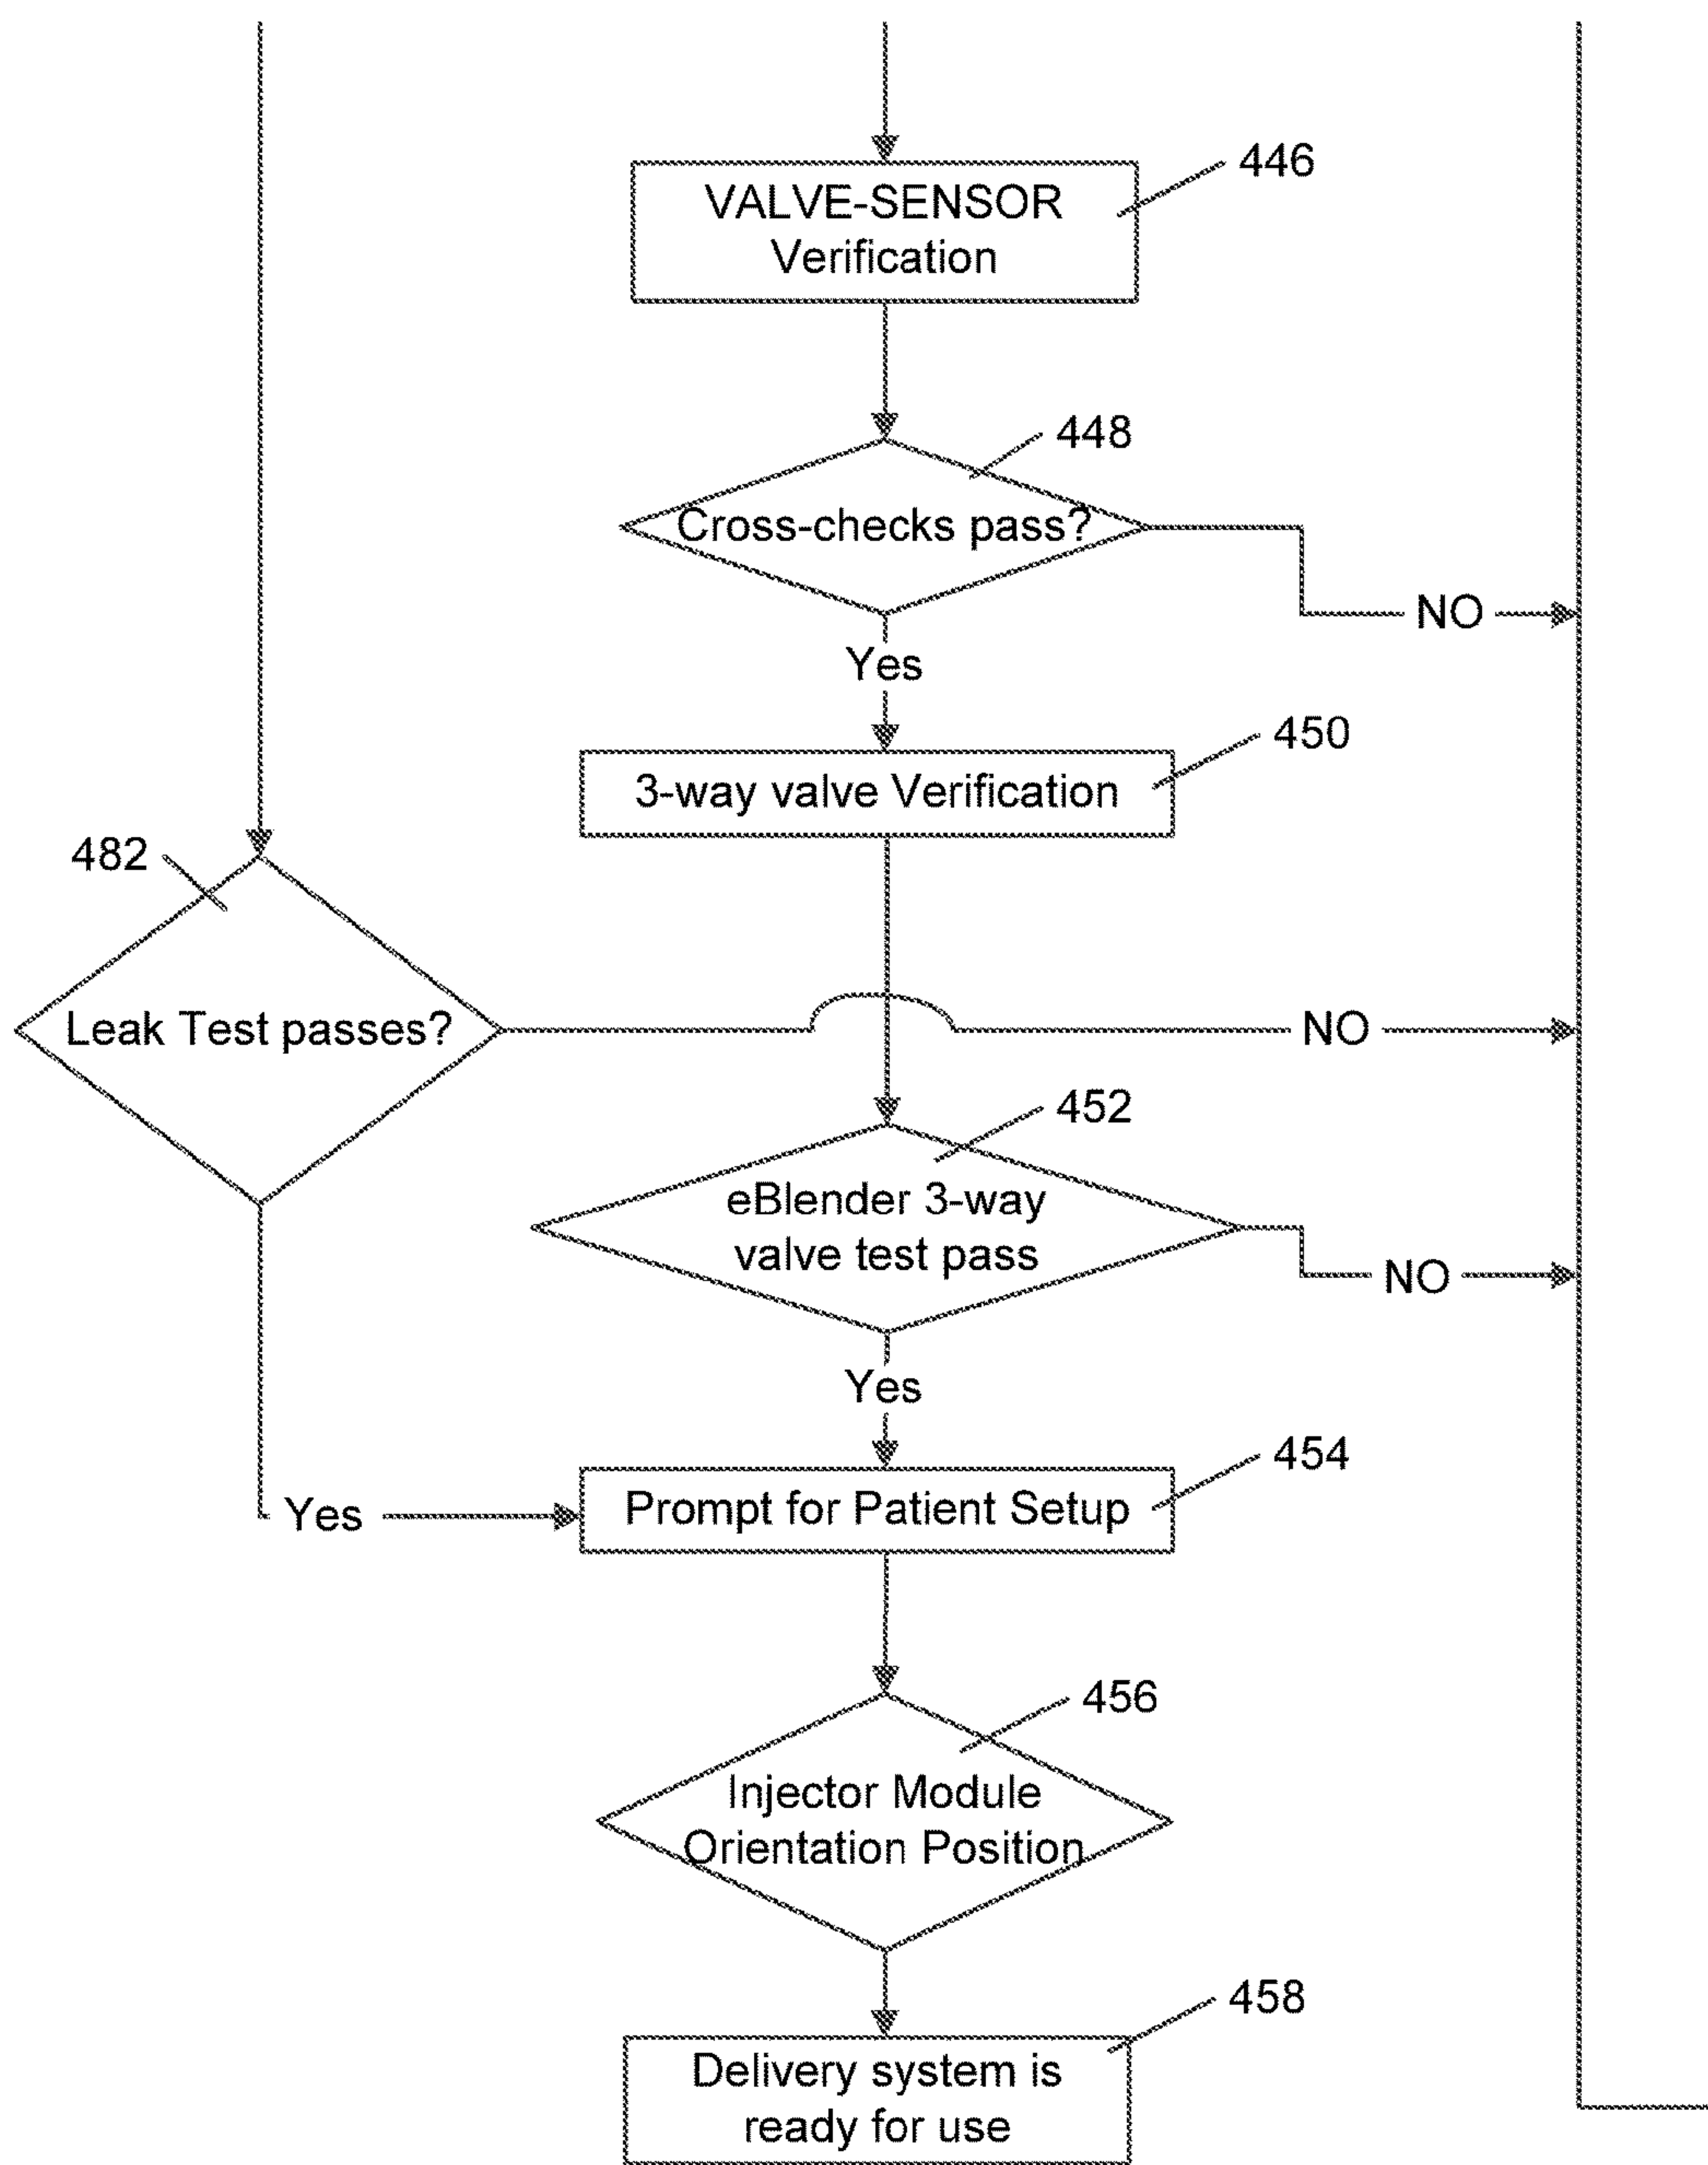 446
VALVE-SENSOR
Verification
448
Cross-checks pass?
NO
Yes
450
3-way valve Verification
482
Leak Test passes?
NO
452
eBlender 3-way
valve test pass
NO
Yes
454
Yes
Prompt for Patient Setup
456
Injector Module
Orientation Position
458
Delivery system is
ready for use